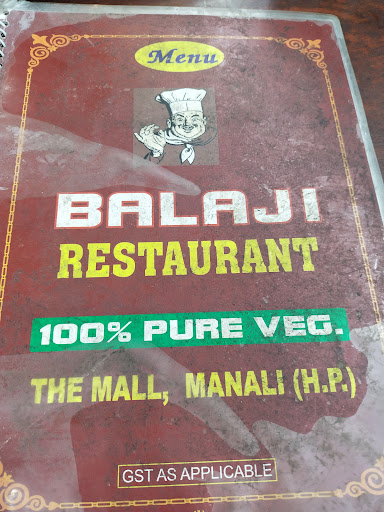 Menu
BALAJI
RESTAURANT
100% PURE VEG.
THE MALL, MANALI (H.P.)
GST AS APPLICABLE